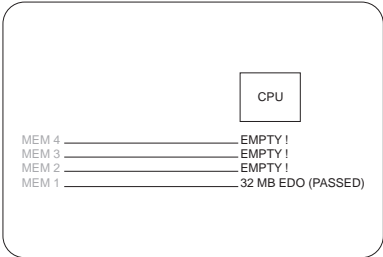 CPU
MEM 4 EMPTY !
MEM 3 EMPTY !
MEM 2 EMPTY !
MEM 1 32 MB EDO (PASSED)